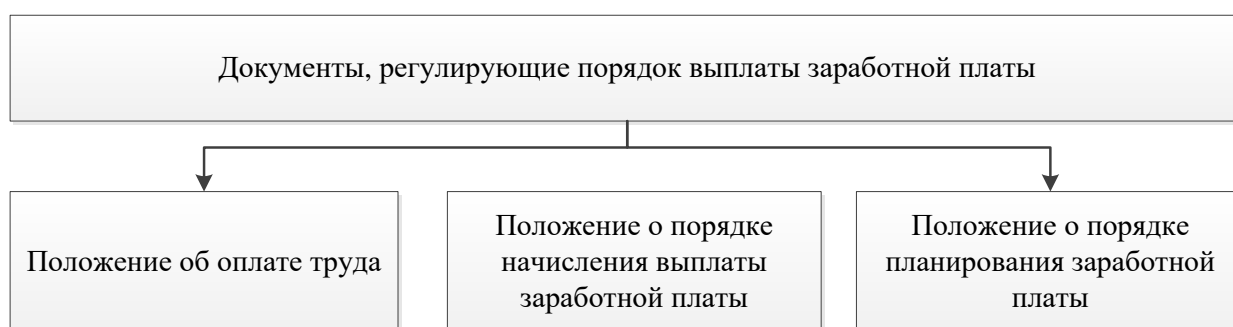 Документы, регулирующие порядок выплаты заработной платы
Положение об оплате труда
Положение о порядке
начисления выплаты
заработной платы
Положение о порядке
планирования заработной
платы